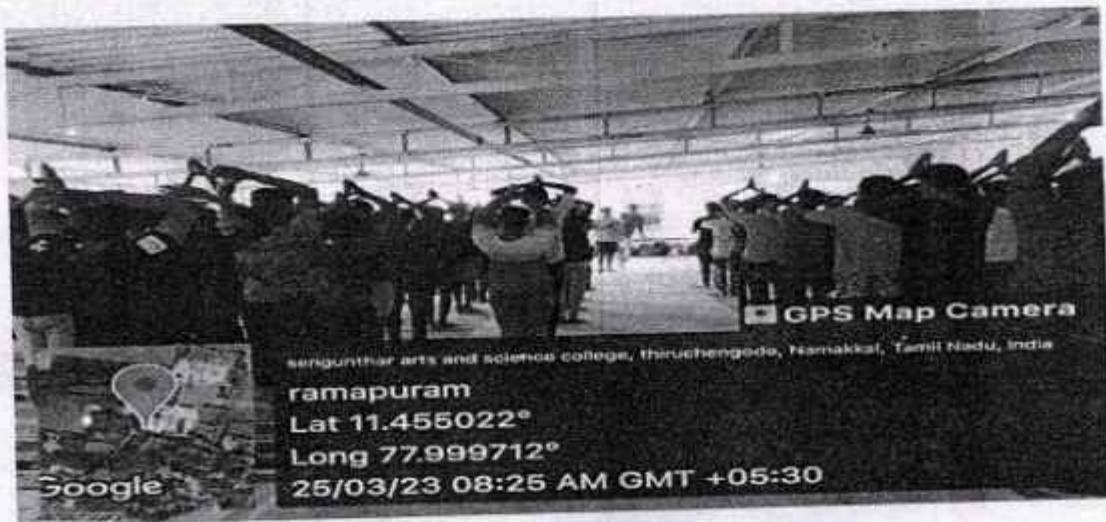 GPS Map Camera
sengunthar arts and science college, thiruchengode, Namakkal, Tamil Nadu, India
ramapuram
Lat 11.455022°
Long 77.999712°
25/03/23 08:25 AM GMT +05:30
Google